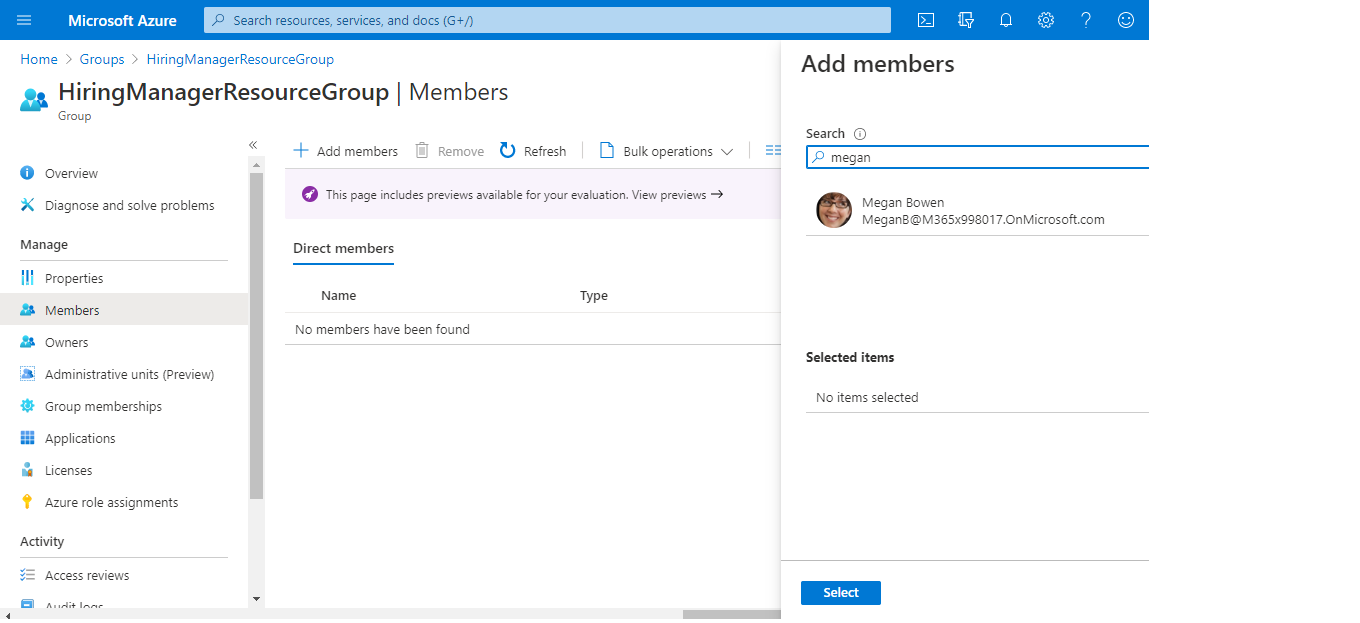 Microsoft Azure
Search resources, services, and docs (G+/)
Home > Groups > HiringManagerResourceGroup
HiringManagerResourceGroup | Members
Group
«
Overview
Diagnose and solve problems
Manage
Properties
Members
Owners
Administrative units (Preview)
Group memberships
Applications
Licenses
Azure role assignments
Activity
Access reviews
Audit logs
Add members
Remove
Refresh
Bulk operations
This page includes previews available for your evaluation. View previews →
Direct members
Name Type
No members have been found
Add members
Search
megan
Megan Bowen
MeganB@M365x998017.OnMicrosoft.com
Selected items
No items selected
Select